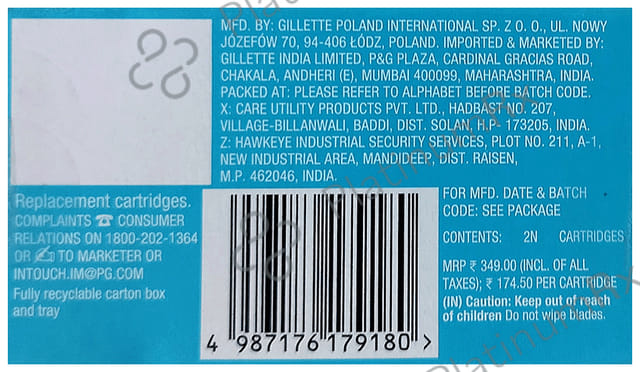 MFD. BY: GILLETTE POLAND INTERNATIONAL SP. Z O. O., UL. NOWY
JÓZEFÓW 70, 94-406 ŁÓDZ, POLAND. IMPORTED & MARKETED BY:
GILLETTE INDIA LIMITED, P&G PLAZA, CARDINAL GRACIAS ROAD,
CHAKALA, ANDHERI (E), MUMBAI 400099, MAHARASHTRA, INDIA.
PACKED AT: PLEASE REFER TO ALPHABET BEFORE BATCH CODE.
X: CARE UTILITY PRODUCTS PVT. LTD., HADBAST NO. 207,
VILLAGE-BILLANWALI, BADDI, DIST. SOLAN, H.P- 173205, INDIA.
Z: HAWKEYE INDUSTRIAL SECURITY SERVICES, PLOT NO. 211, A-1,
NEW INDUSTRIAL AREA, MANDIDEEP, DIST. RAISEN,
M.P. 462046, INDIA.
Replacement cartridges.
COMPLAINTS ☎ CONSUMER
RELATIONS ON 1800-202-1364
OR ✍ TO MARKETER OR
INTOUCH.IM@PG.COM
Fully recyclable carton box
and tray
4 987176 179180 >
FOR MFD. DATE & BATCH
CODE: SEE PACKAGE
CONTENTS: 2N CARTRIDGES
MRP ₹ 349.00 (INCL. OF ALL
TAXES); ₹ 174.50 PER CARTRIDGE
(IN) Caution: Keep out of reach
of children Do not wipe blades.
Platinum Rx
Platinum Rx